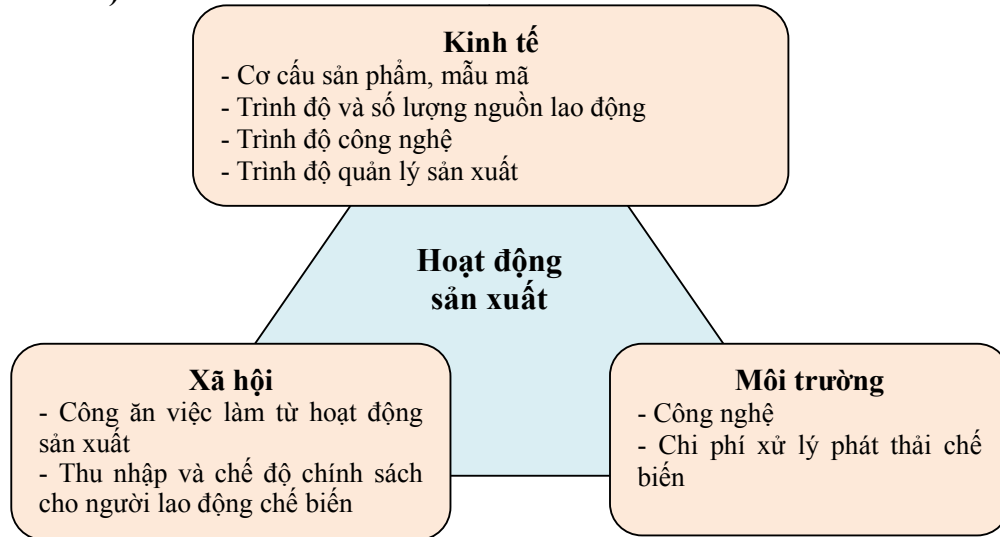 Kinh tế
- Cơ cấu sản phẩm, mẫu mã
- Trình độ và số lượng nguồn lao động
- Trình độ công nghệ
- Trình độ quản lý sản xuất
Hoạt động
sản xuất
Xã hội
- Công ăn việc làm từ hoạt động
sản xuất
- Thu nhập và chế độ chính sách
cho người lao động chế biến
Môi trường
- Công nghệ
- Chi phí xử lý phát thải chế
biến